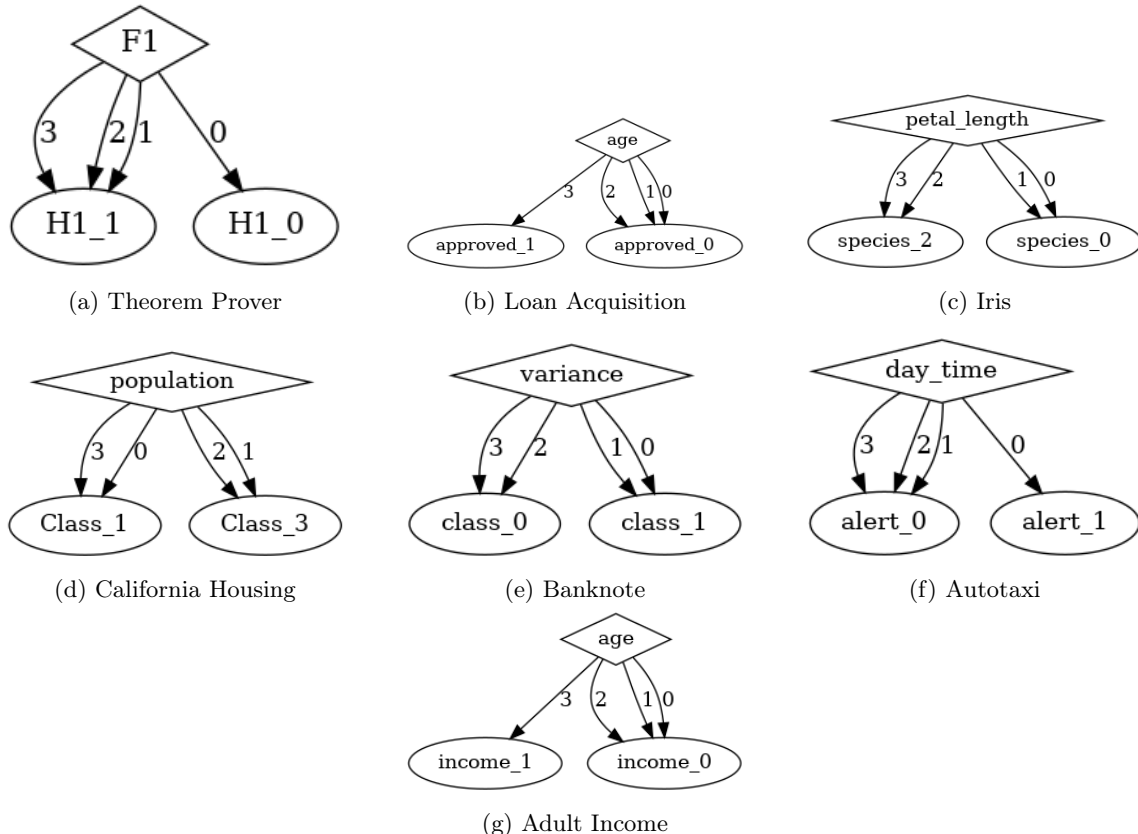 F1
3 2 1 0
H1_1 H1_0
(a) Theorem Prover
age
3 2 1 0
approved_1 approved_0
(b) Loan Acquisition
petal_length
3 2 1 0
species_2 species_0
(c) Iris
population
3 0 2 1
Class_1 Class_3
(d) California Housing
variance
3 2 1 0
class_0 class_1
(e) Banknote
day_time
3 2 1 0
alert_0 alert_1
(f) Autotaxi
age
3 2 1 0
income_1 income_0
(g) Adult Income